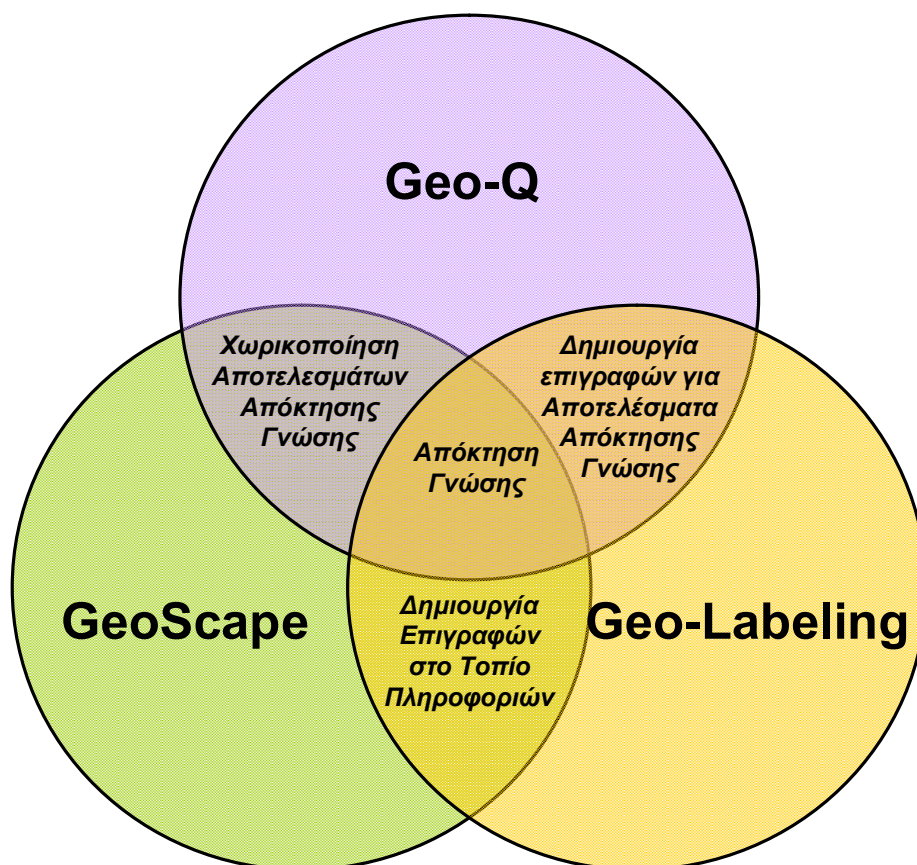 Geo-Q
Χωρικοποίηση
Αποτελεσμάτων
Απόκτησης
Γνώσης
Δημιουργία
επιγραφών για
Αποτελέσματα
Απόκτησης
Γνώσης
Απόκτηση
Γνώσης
GeoScape
Δημιουργία
Επιγραφών
στο Τοπίο
Πληροφοριών
Geo-Labeling